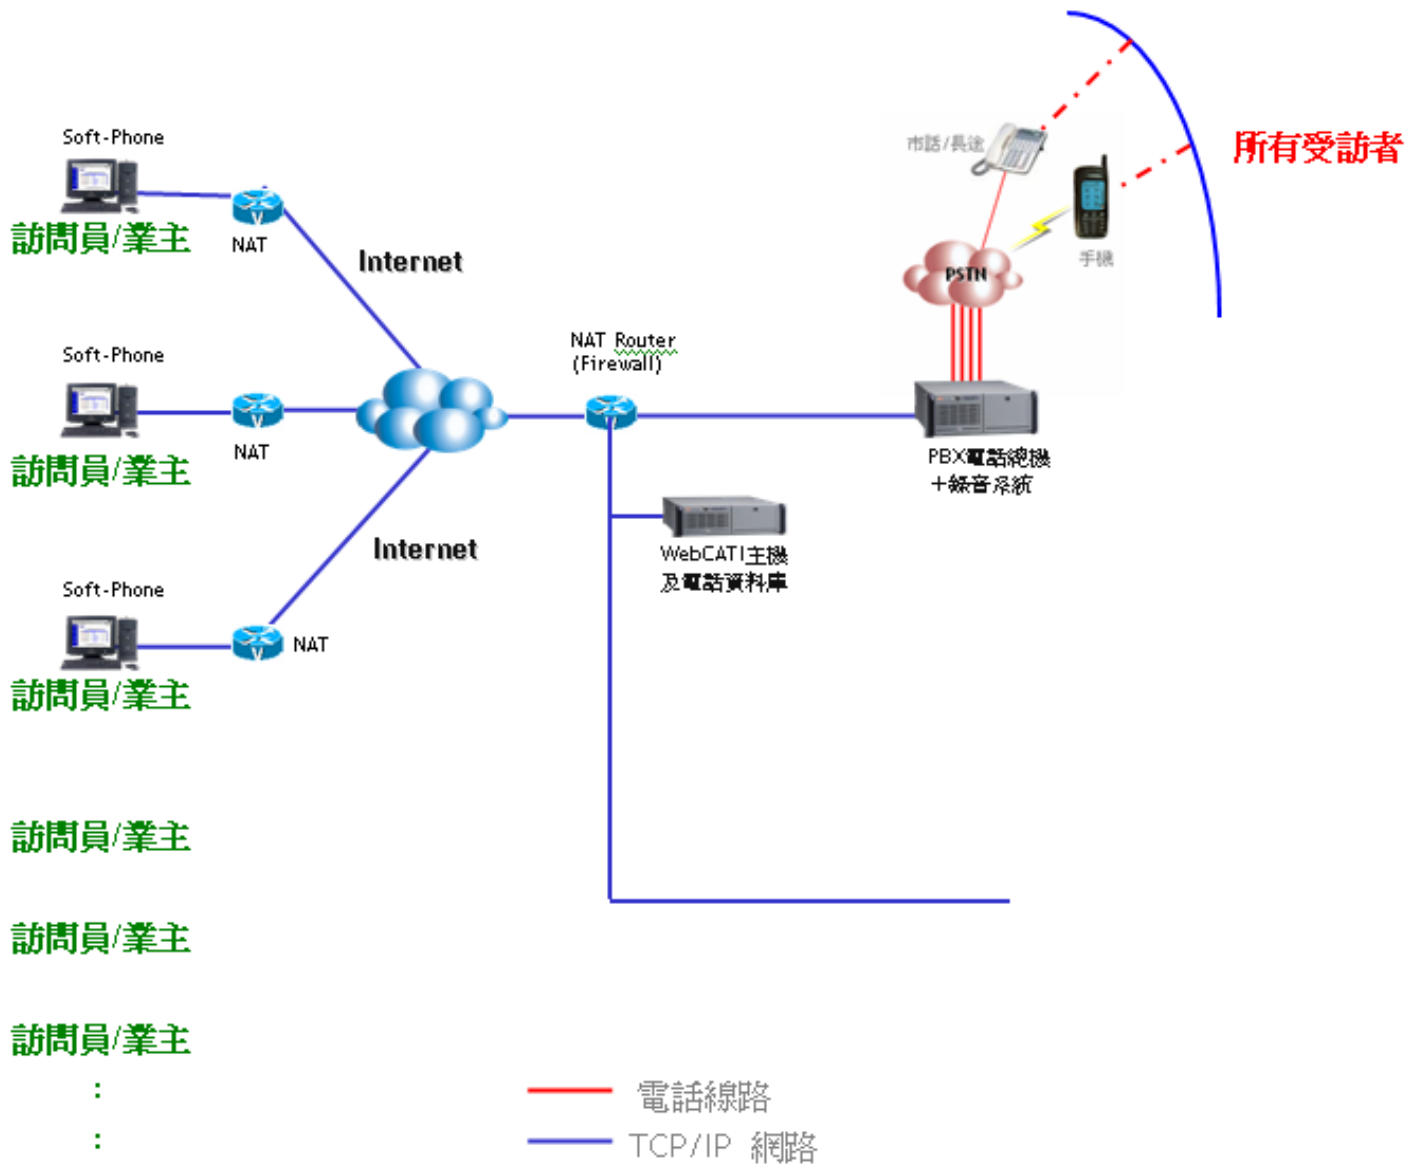 Soft-Phone
訪問員/業主
NAT
Internet
市話/長途
手機
所有受訪者
PSTN
Soft-Phone
訪問員/業主
NAT
NAT Router
(Firewall)
PBX電話總機
+錄音系統
Internet
WebCATI主機
及電話資料庫
Soft-Phone
NAT
訪問員/業主
訪問員/業主
訪問員/業主
訪問員/業主
:
:
電話線路
TCP/IP 網路